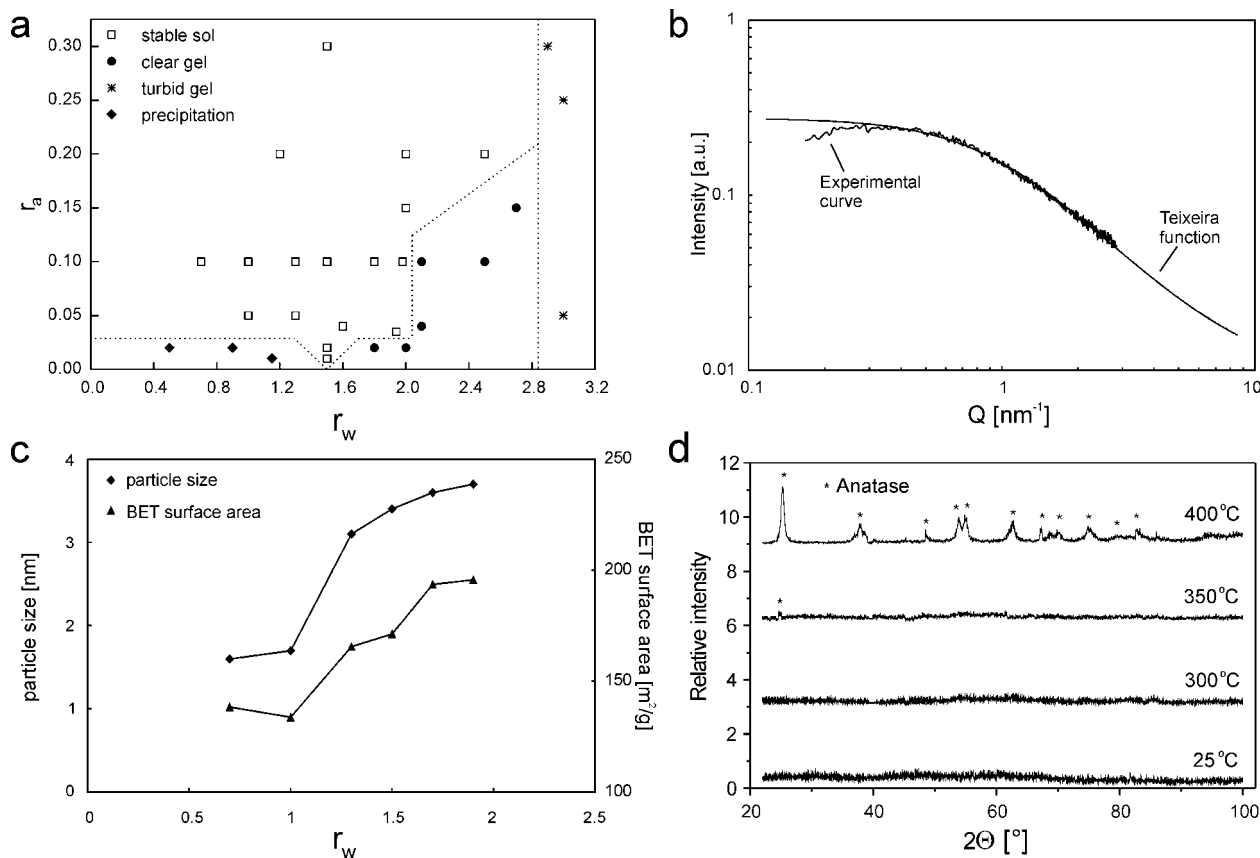 a
0.30
0.25
0.20
0.15
0.10
0.05
0.00
r_a
stable sol
clear gel
turbid gel
precipitation
0.0 0.4 0.8 1.2 1.6 2.0 2.4 2.8 3.2
r_w
b
1
0.1
0.01
Intensity [a.u.]
Experimental
curve
Teixeira
function
0.1 1 10
Q [nm⁻¹]
c
4
3
2
1
0
particle size [nm]
particle size
BET surface area
250
200
150
100
BET surface area [m²/g]
0 0.5 1 1.5 2 2.5
r_w
d
12
10
8
6
4
2
0
Relative intensity
* Anatase
400°C
350°C
300°C
25°C
20 40 60 80 100
2Θ [°]